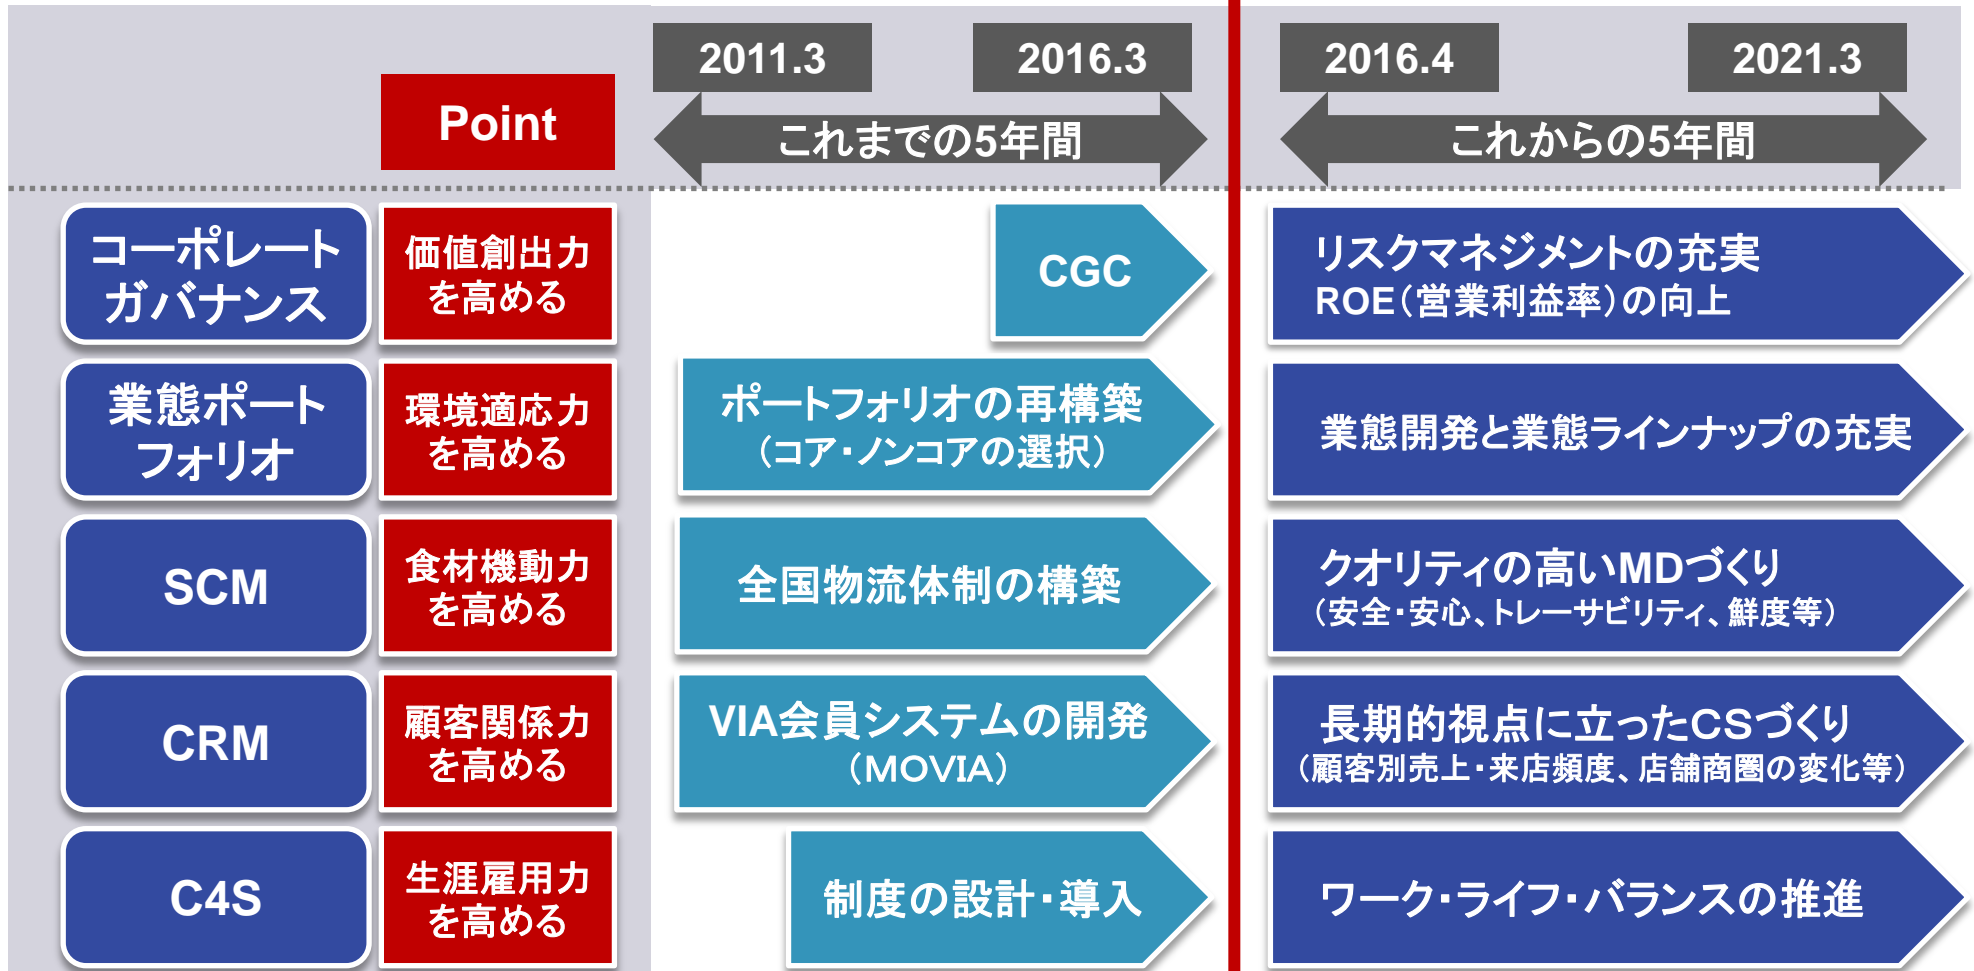 2011.3
2016.3
2016.4
2021.3
Point
これまでの5年間
これからの5年間
コーポレート
ガバナンス
価値創出力
を高める
CGC
リスクマネジメントの充実
ROE(営業利益率)の向上
業態ポート
フォリオ
環境適応力
を高める
ポートフォリオの再構築
(コア・ノンコアの選択)
業態開発と業態ラインナップの充実
SCM
食材機動力
を高める
全国物流体制の構築
クオリティの高いMDづくり
(安全・安心、トレーサビリティ、鮮度等)
CRM
顧客関係力
を高める
VIA会員システムの開発
(MOVIA)
長期的視点に立ったCSづくり
(顧客別売上・来店頻度、店舗商圏の変化等)
C4S
生涯雇用力
を高める
制度の設計・導入
ワーク・ライフ・バランスの推進